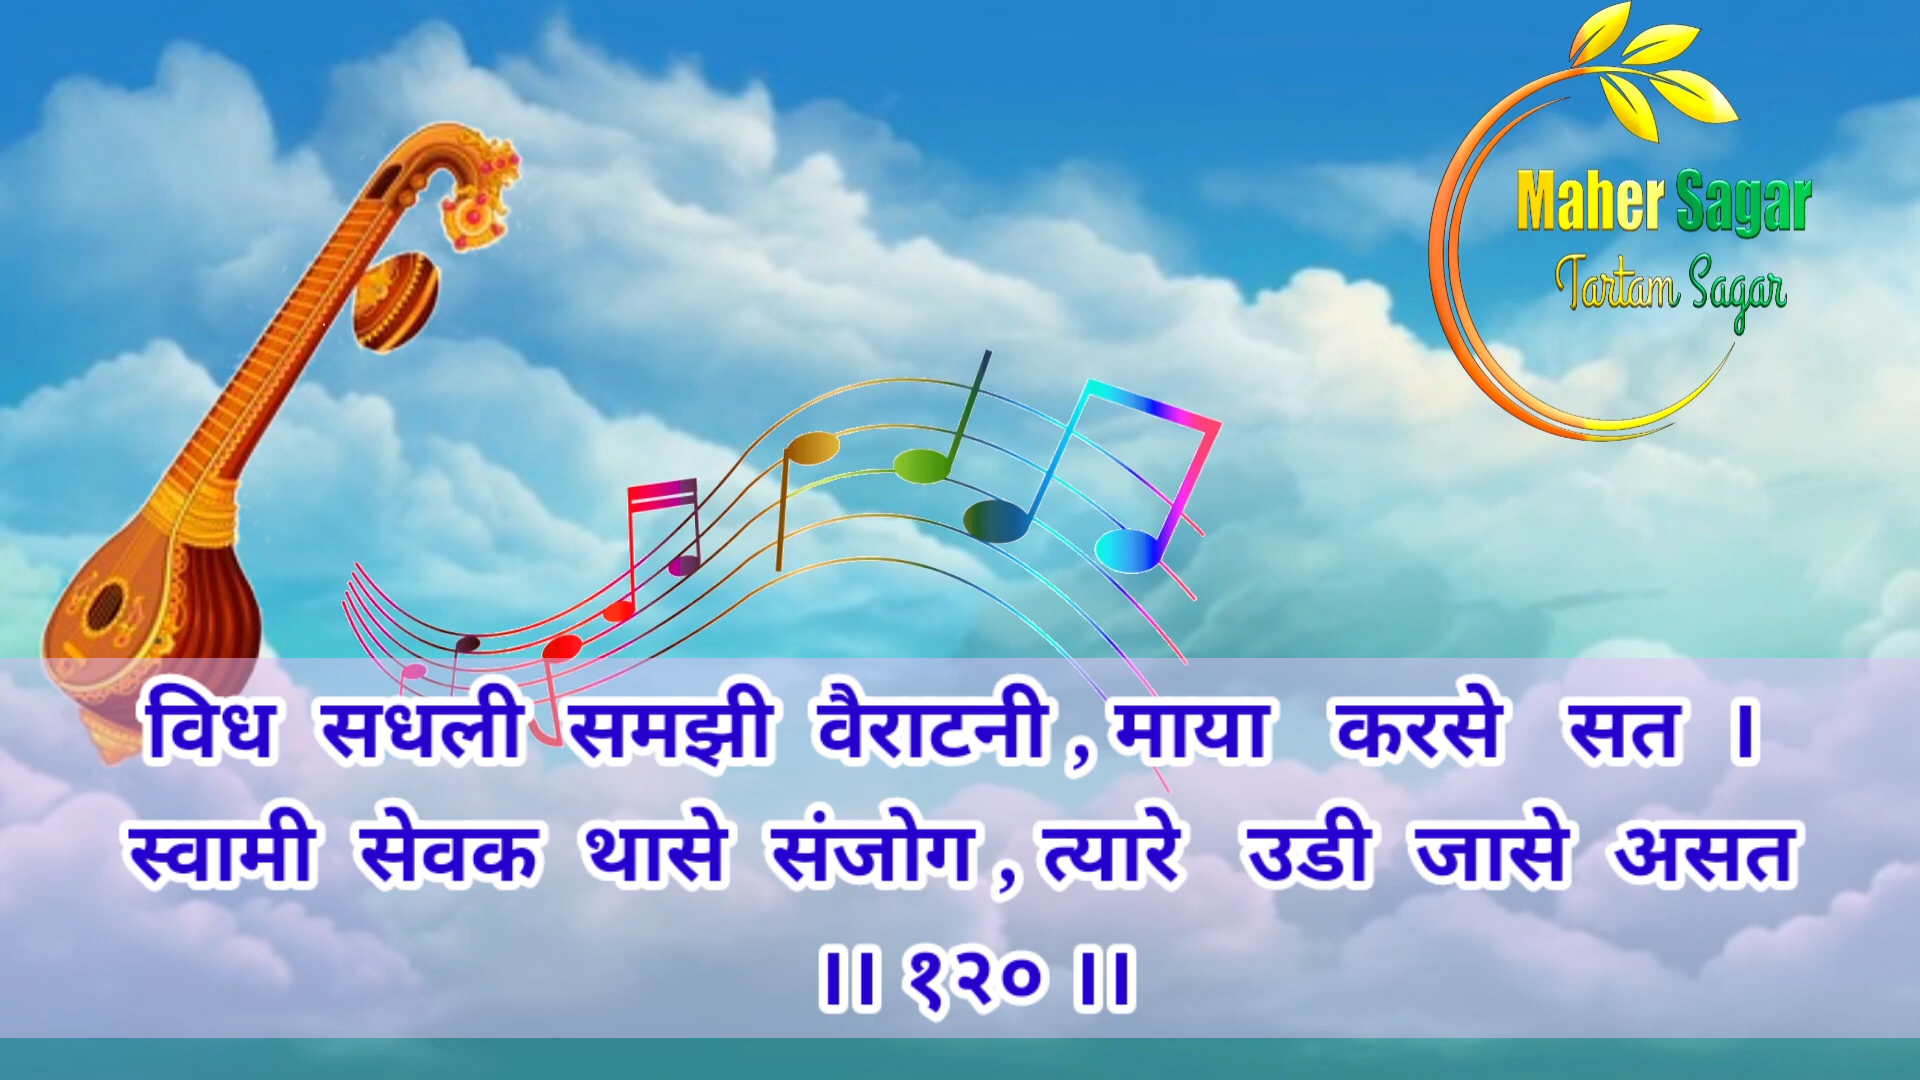 Maher Sagar
Tartam Sagar
विध सधली समझी वैराटनी , माया करसे सत ।
स्वामी सेवक थासे संजोग , त्यारे उडी जासे असत
।। १२० ।।